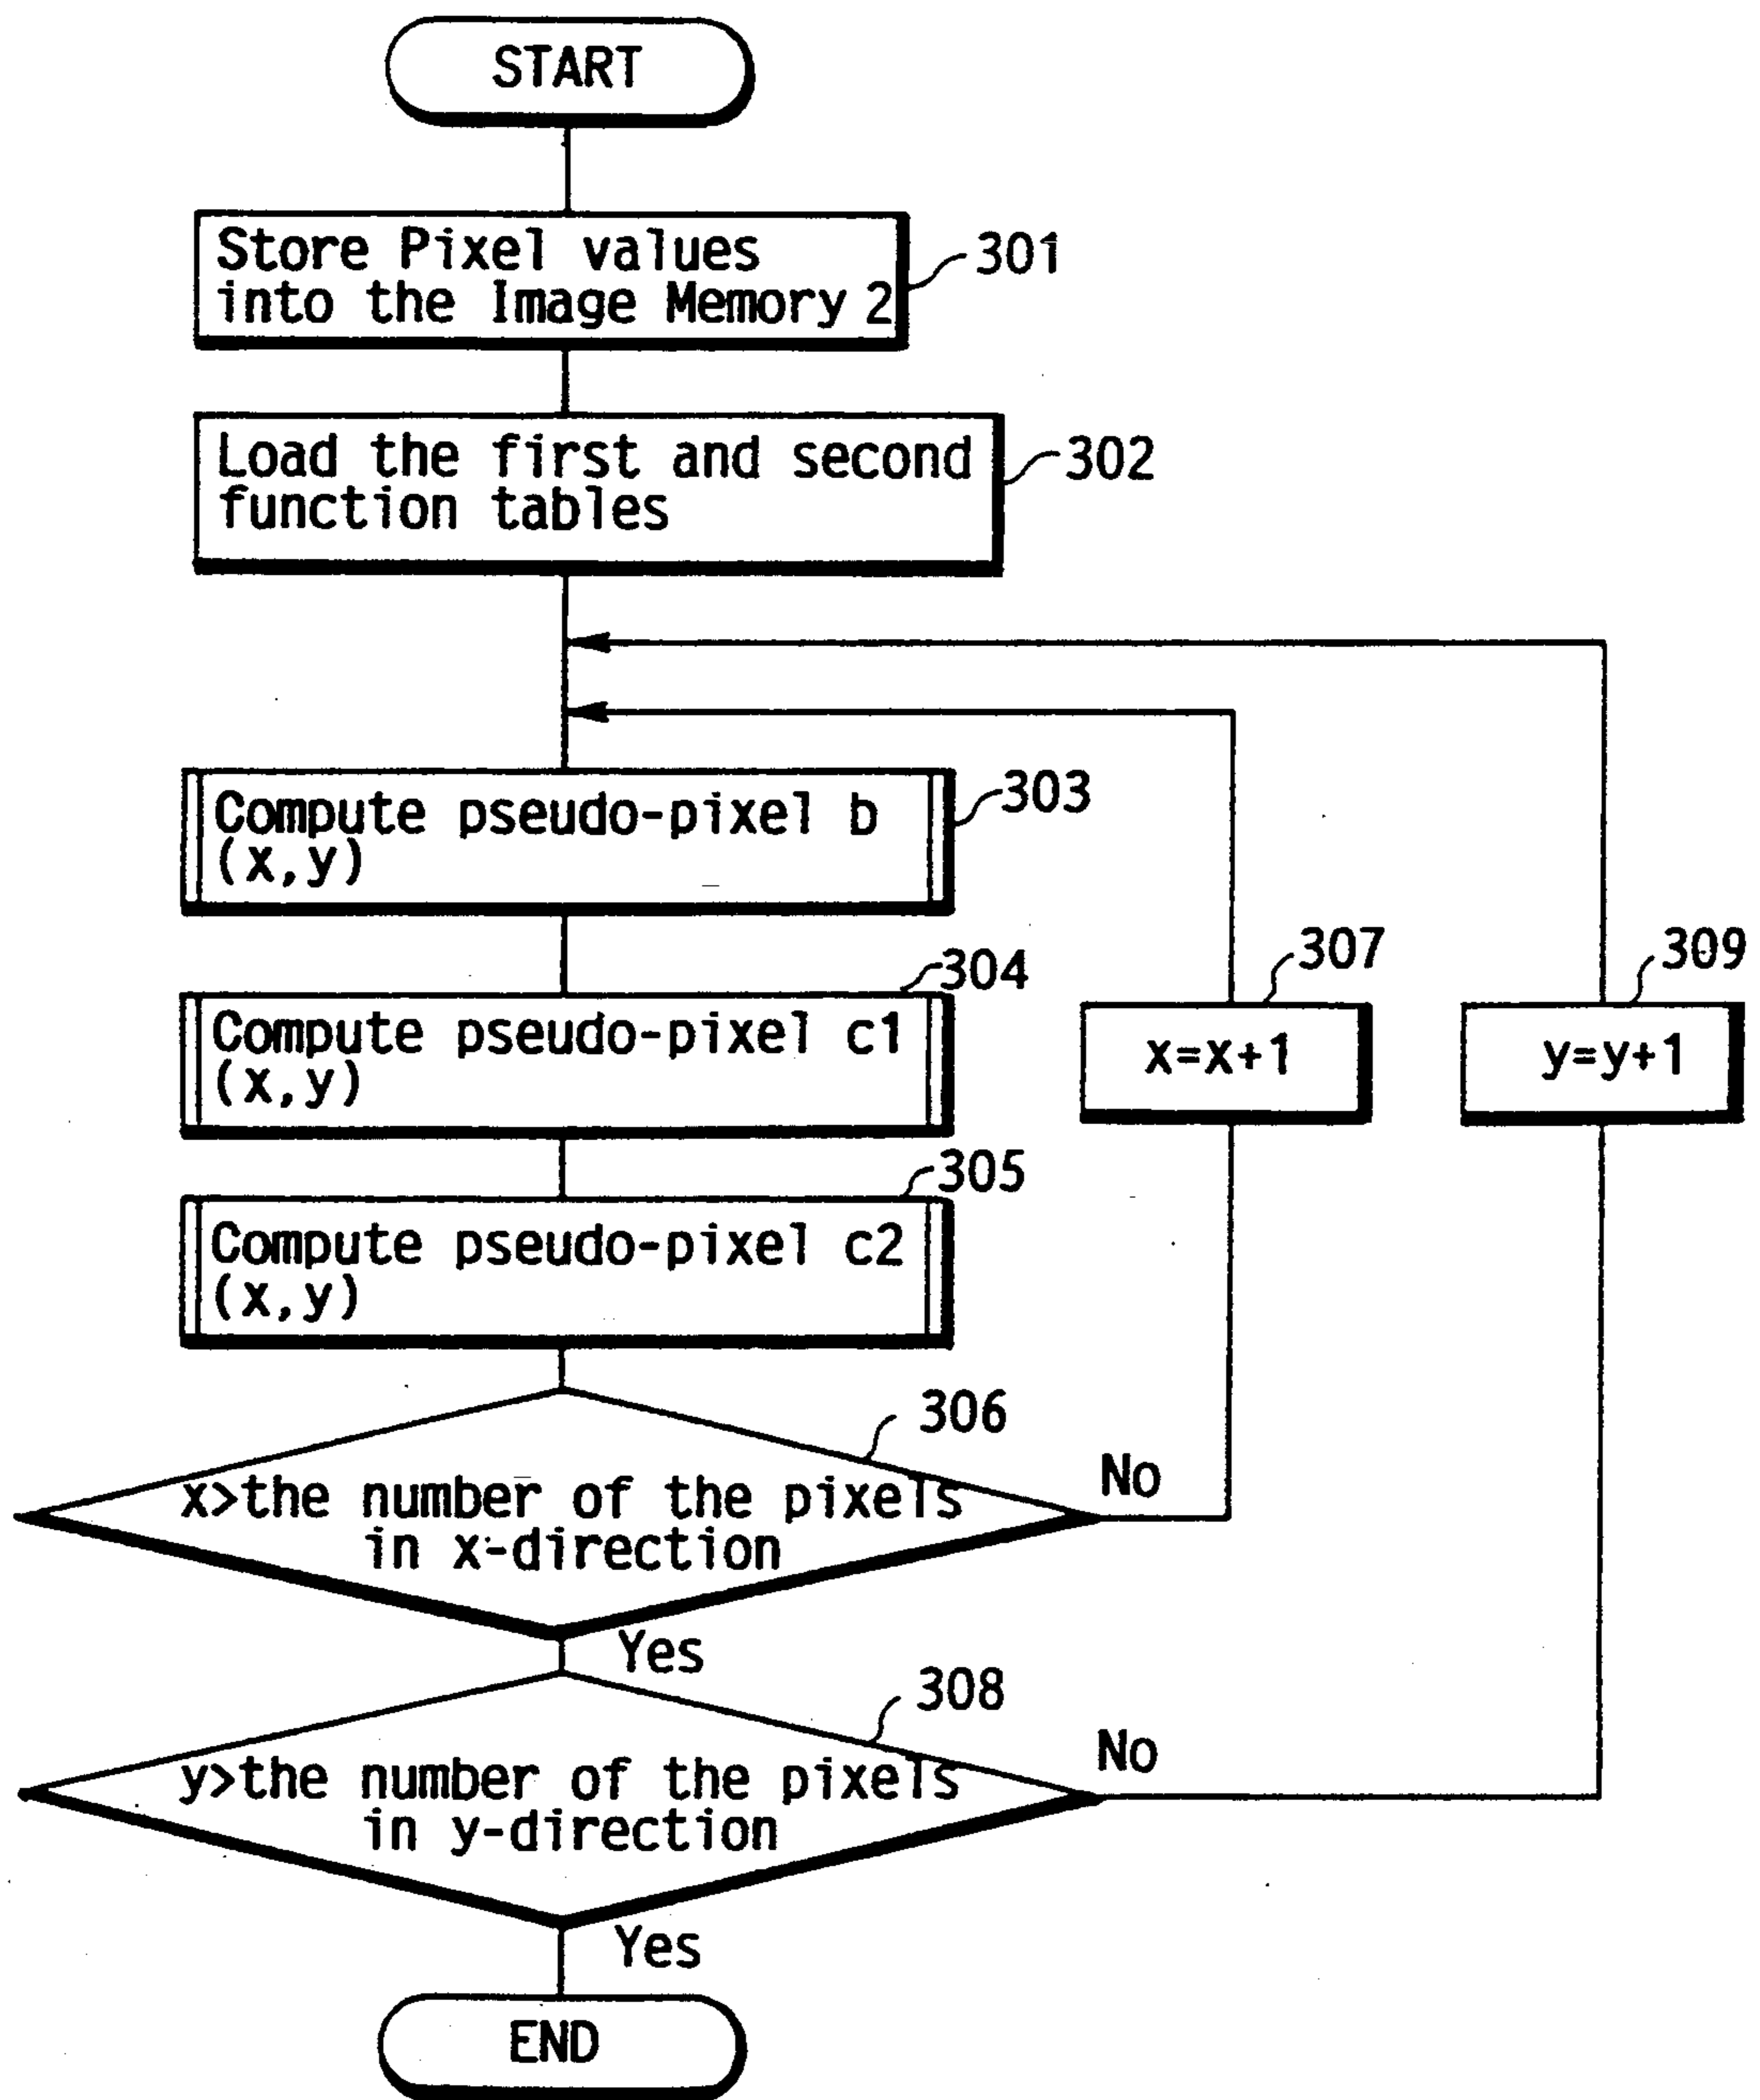 START
Store Pixel values
into the Image Memory 2
301
Load the first and second
function tables
302
Compute pseudo-pixel b
(x,y)
303
Compute pseudo-pixel c1
(x,y)
304
307
x=x+1
309
y=y+1
Compute pseudo-pixel c2
(x,y)
305
x>the number of the pixels
in x-direction
306
No
Yes
y>the number of the pixels
in y-direction
308
No
Yes
END